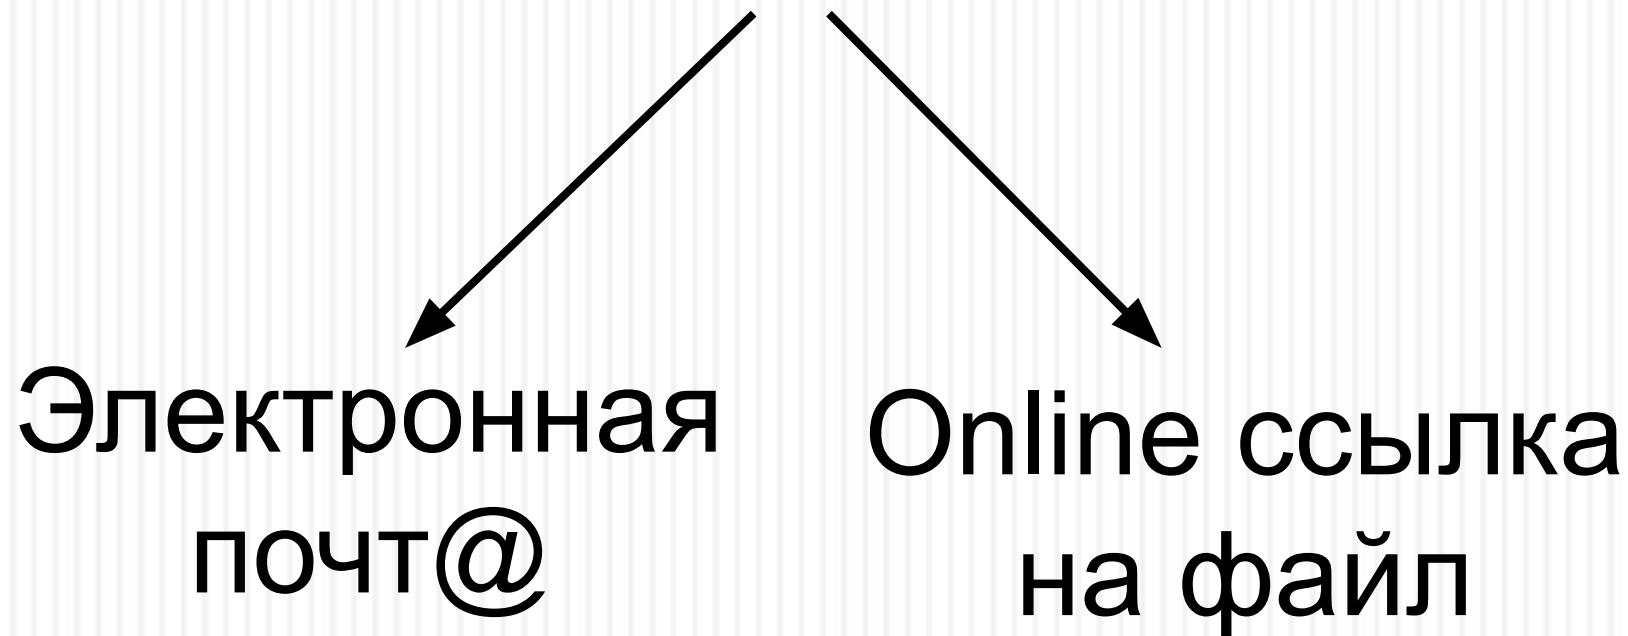 Электронная
почт@
Online ссылка
на файл